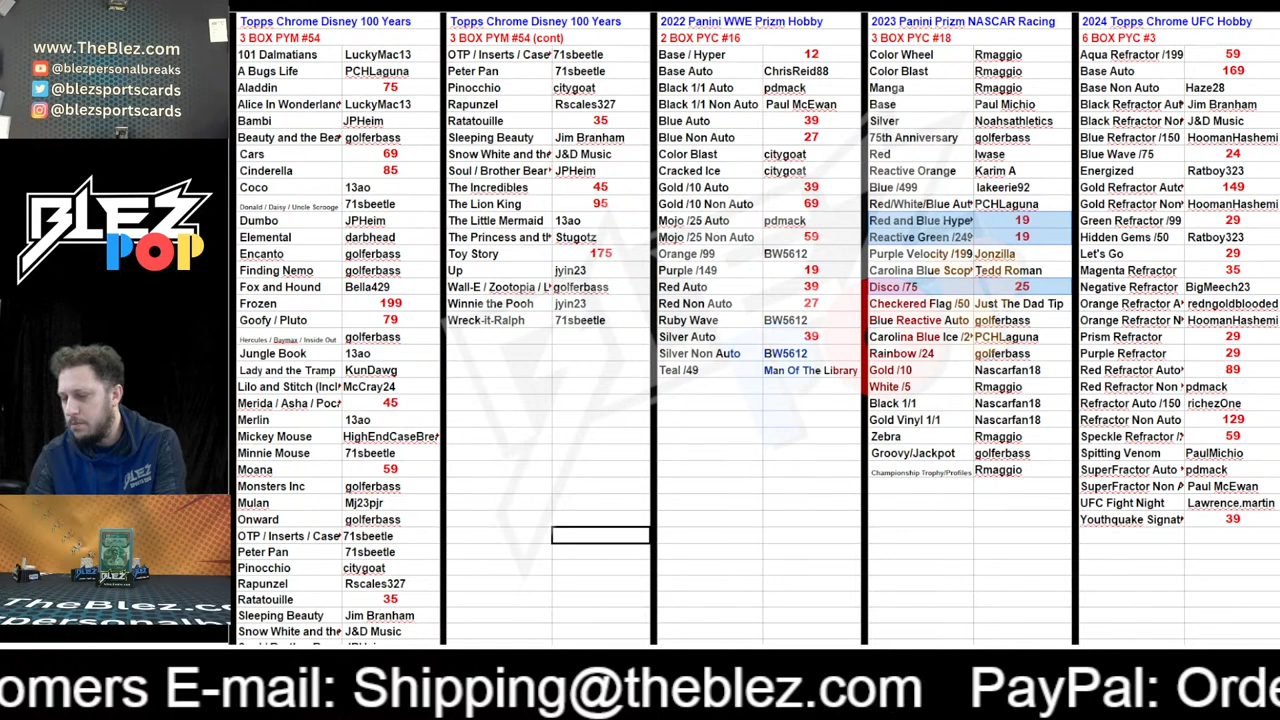 www.TheBlez.com
@blezpersonalbreaks
@blezsportscards
BLEZ
POP
BLEZ
TheBlez.co
Topps Chrome Disney 100 Years
3 BOX PYM #54
101 Dalmatians LuckyMac13
A Bugs Life PCHLaguna
Aladdin 75
Alice In Wonderlan LuckyMac13
Bambi JPHeim
Beauty and the Bea golferbass
Cars 69
Cinderella 85
Coco 13ao
Donald / Daisy / Uncle Scrooge 71sbeetle
Dumbo JPHeim
Elemental darbhead
Encanto golferbass
Finding Nemo golferbass
Fox and Hound Bella429
Frozen 199
Goofy / Pluto 79
Hercules / Baymax / Inside Out golferbass
Jungle Book 13ao
Lady and the Tramp KunDawg
Lilo and Stitch (Incl McCray24
Merida / Asha / Poc 45
Merlin 13ao
Mickey Mouse HighEndCaseBre
Minnie Mouse 71sbeetle
Moana 59
Monsters Inc golferbass
Mulan Mj23pjr
Onward golferbass
OTP / Inserts / Case 71sbeetle
Peter Pan 71sbeetle
Pinocchio citygoat
Rapunzel Rscales327
Ratatouille 35
Sleeping Beauty Jim Branham
Snow White and the J&D Music
Topps Chrome Disney 100 Years
3 BOX PYM #54 (cont)
OTP / Inserts / Case 71sbeetle
Peter Pan 71sbeetle
Pinocchio citygoat
Rapunzel Rscales327
Ratatouille 35
Sleeping Beauty Jim Branham
Snow White and th J&D Music
Soul / Brother Bear JPHeim
The Incredibles 45
The Lion King 95
The Little Mermaid 13ao
The Princess and th Stugotz
Toy Story 175
Up jyin23
Wall-E / Zootopia / L golferbass
Winnie the Pooh jyin23
Wreck-it-Ralph 71sbeetle
2022 Panini WWE Prizm Hobby
2 BOX PYC #16
Base / Hyper 12
Base Auto ChrisReid88
Black 1/1 Auto pdmack
Black 1/1 Non Auto Paul McEwan
Blue Auto 39
Blue Non Auto 27
Color Blast citygoat
Cracked Ice citygoat
Gold /10 Auto 39
Gold /10 Non Auto 69
Mojo /25 Auto pdmack
Mojo /25 Non Auto 59
Orange /99 BW5612
Purple /149 19
Red Auto 39
Red Non Auto 27
Ruby Wave BW5612
Silver Auto 39
Silver Non Auto BW5612
Teal /49 Man Of The Library
2023 Panini Prizm NASCAR Racing
3 BOX PYC #18
Color Wheel Rmaggio
Color Blast Rmaggio
Manga Rmaggio
Base Paul Michio
Silver Noahsathletics
75th Anniversary golferbass
Red Iwase
Reactive Orange Karim A
Blue /499 lakeerie92
Red/White/Blue Aut PCHLaguna
Red and Blue Hype 19
Reactive Green /249 19
Purple Velocity /199 Jonzilla
Carolina Blue Scop Tedd Roman
Disco /75 25
Checkered Flag /50 Just The Dad Tip
Blue Reactive Auto golferbass
Carolina Blue Ice /2 PCHLaguna
Rainbow /24 golferbass
Gold /10 Nascarfan18
White /5 Rmaggio
Black 1/1 Nascarfan18
Gold Vinyl 1/1 Nascarfan18
Zebra Rmaggio
Groovy/Jackpot golferbass
Championship Trophy/Profiles Rmaggio
2024 Topps Chrome UFC Hobby
6 BOX PYC #3
Aqua Refractor /199 59
Base Auto 169
Base Non Auto Haze28
Black Refractor Au Jim Branham
Black Refractor No J&D Music
Blue Refractor /150 HoomanHashemi
Blue Wave /75 24
Energized Ratboy323
Gold Refractor Aut 149
Gold Refractor Non HoomanHashemi
Green Refractor /99 29
Hidden Gems /50 Ratboy323
Let's Go 29
Magenta Refractor 35
Negative Refractor BigMeech23
Orange Refractor A redngoldblooded
Orange Refractor N HoomanHashemi
Prism Refractor 29
Purple Refractor 29
Red Refractor Auto 89
Red Refractor Non pdmack
Refractor Auto /150 richezOne
Refractor Non Auto 129
Speckle Refractor / 59
Spitting Venom PaulMichio
SuperFractor Auto pdmack
SuperFractor Non A Paul McEwan
UFC Fight Night Lawrence.martin
Youthquake Signat 39
omers E-mail: Shipping@theblez.com PayPal: Orde